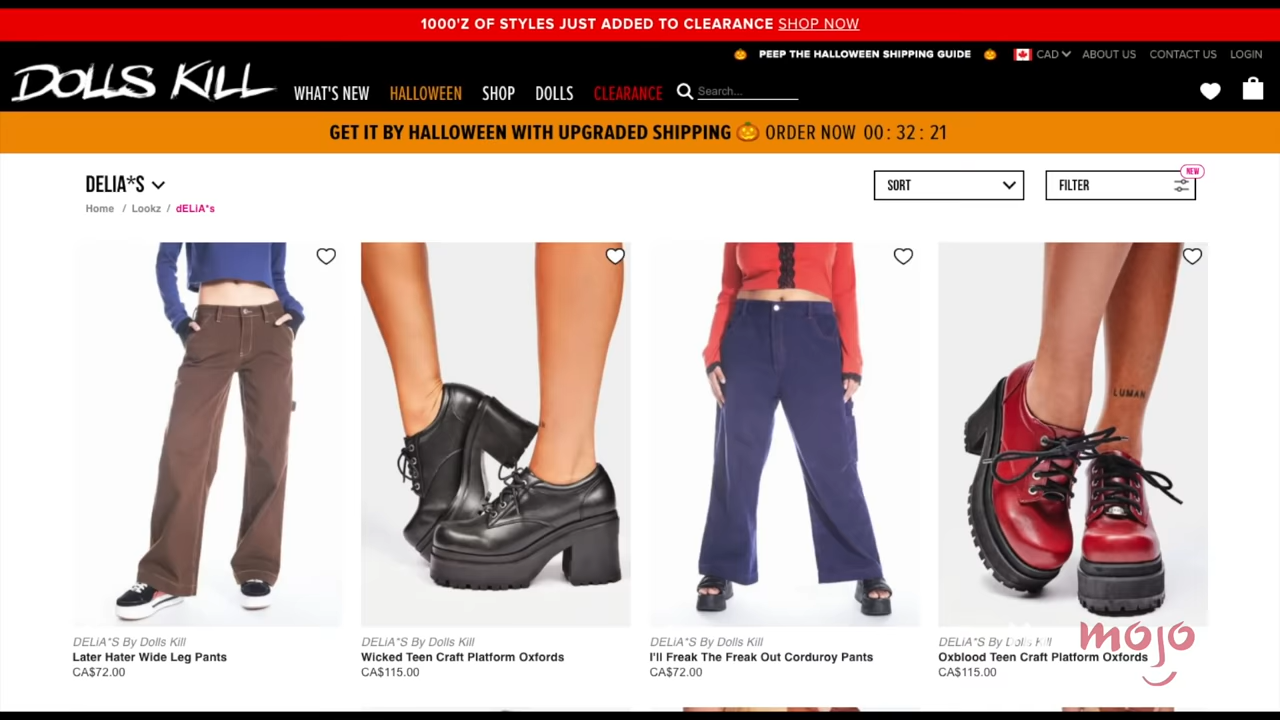 1000'Z OF STYLES JUST ADDED TO CLEARANCE SHOP NOW
PEEP THE HALLOWEEN SHIPPING GUIDE CAD ABOUT US CONTACT US LOGIN
DOLLS KILL WHAT'S NEW HALLOWEEN SHOP DOLLS CLEARANCE Search...
GET IT BY HALLOWEEN WITH UPGRADED SHIPPING ORDER NOW 00 : 32 : 21
DELIA*S SORT FILTER NEW
Home / Lookz / dELiA*s
LUMAN
DELiA*S By Dolls Kill DELiA*S By Dolls Kill DELiA*S By Dolls Kill DELiA*S By Dolls Kill
Later Hater Wide Leg Pants Wicked Teen Craft Platform Oxfords I'll Freak The Freak Out Corduroy Pants Oxblood Teen Craft Platform Oxfords
CA$72.00 CA$115.00 CA$72.00 CA$115.00
mojo